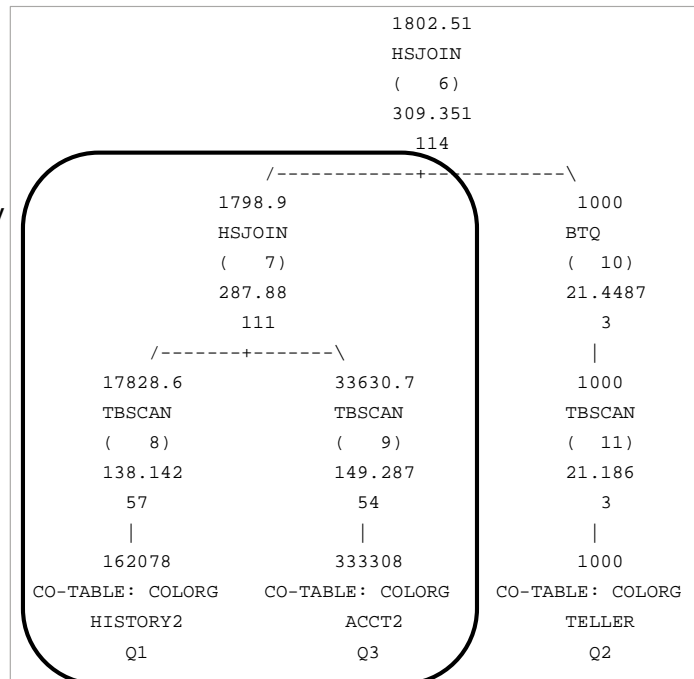 1802.51
HSJOIN
( 6)
309.351
114
/------------+------------\
1798.9 1000
HSJOIN BTQ
( 7) ( 10)
287.88 21.4487
111 3
/-------+-------\ |
17828.6 33630.7 1000
TBSCAN TBSCAN TBSCAN
( 8) ( 9) ( 11)
138.142 149.287 21.186
57 54 3
| | |
162078 333308 1000
CO-TABLE: COLORG CO-TABLE: COLORG CO-TABLE: COLORG
HISTORY2 ACCT2 TELLER
Q1 Q3 Q2